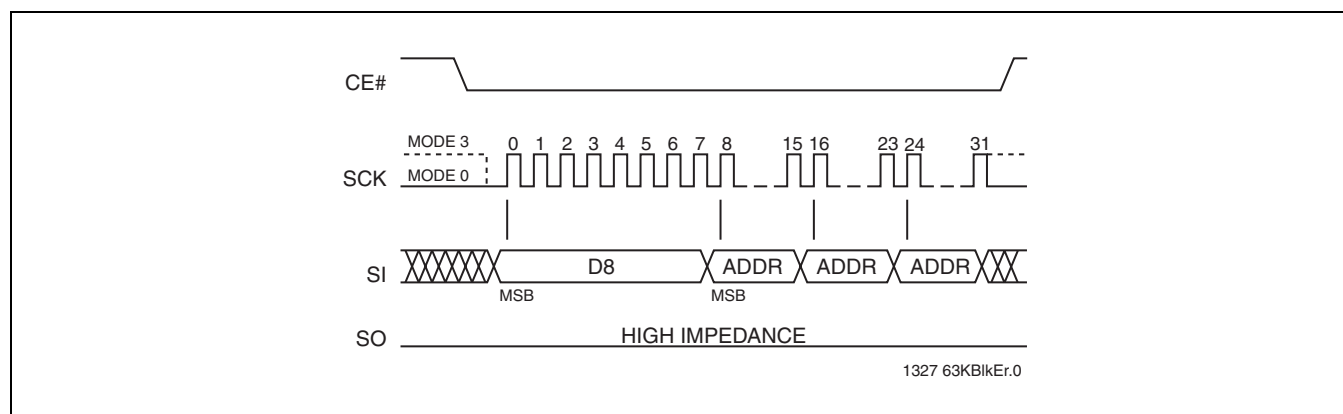 CE#
MODE 3
0 1 2 3 4 5 6 7 8 15 16 23 24 31
SCK
MODE 0
SI
D8
ADDR
ADDR
ADDR
MSB
MSB
SO
HIGH IMPEDANCE
1327 63KBlkEr.0